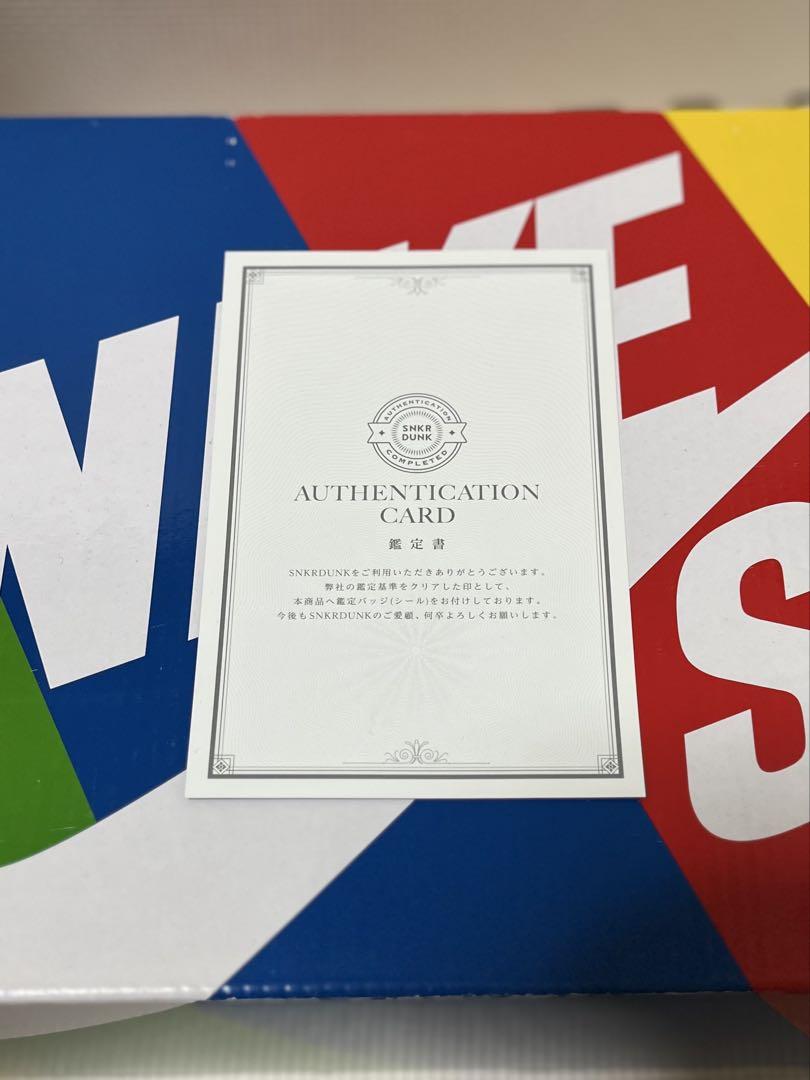 AUTHENTICATION
SNKR
DUNK
COMPLETED
AUTHENTICATION
CARD
鑑定書
SNKRDUNKをご利用いただきありがとうございます。
弊社の鑑定基準をクリアした印として、
本商品へ鑑定バッジ(シール)をお付けしております。
今後もSNKRDUNKのご愛顧、何卒よろしくお願いします。